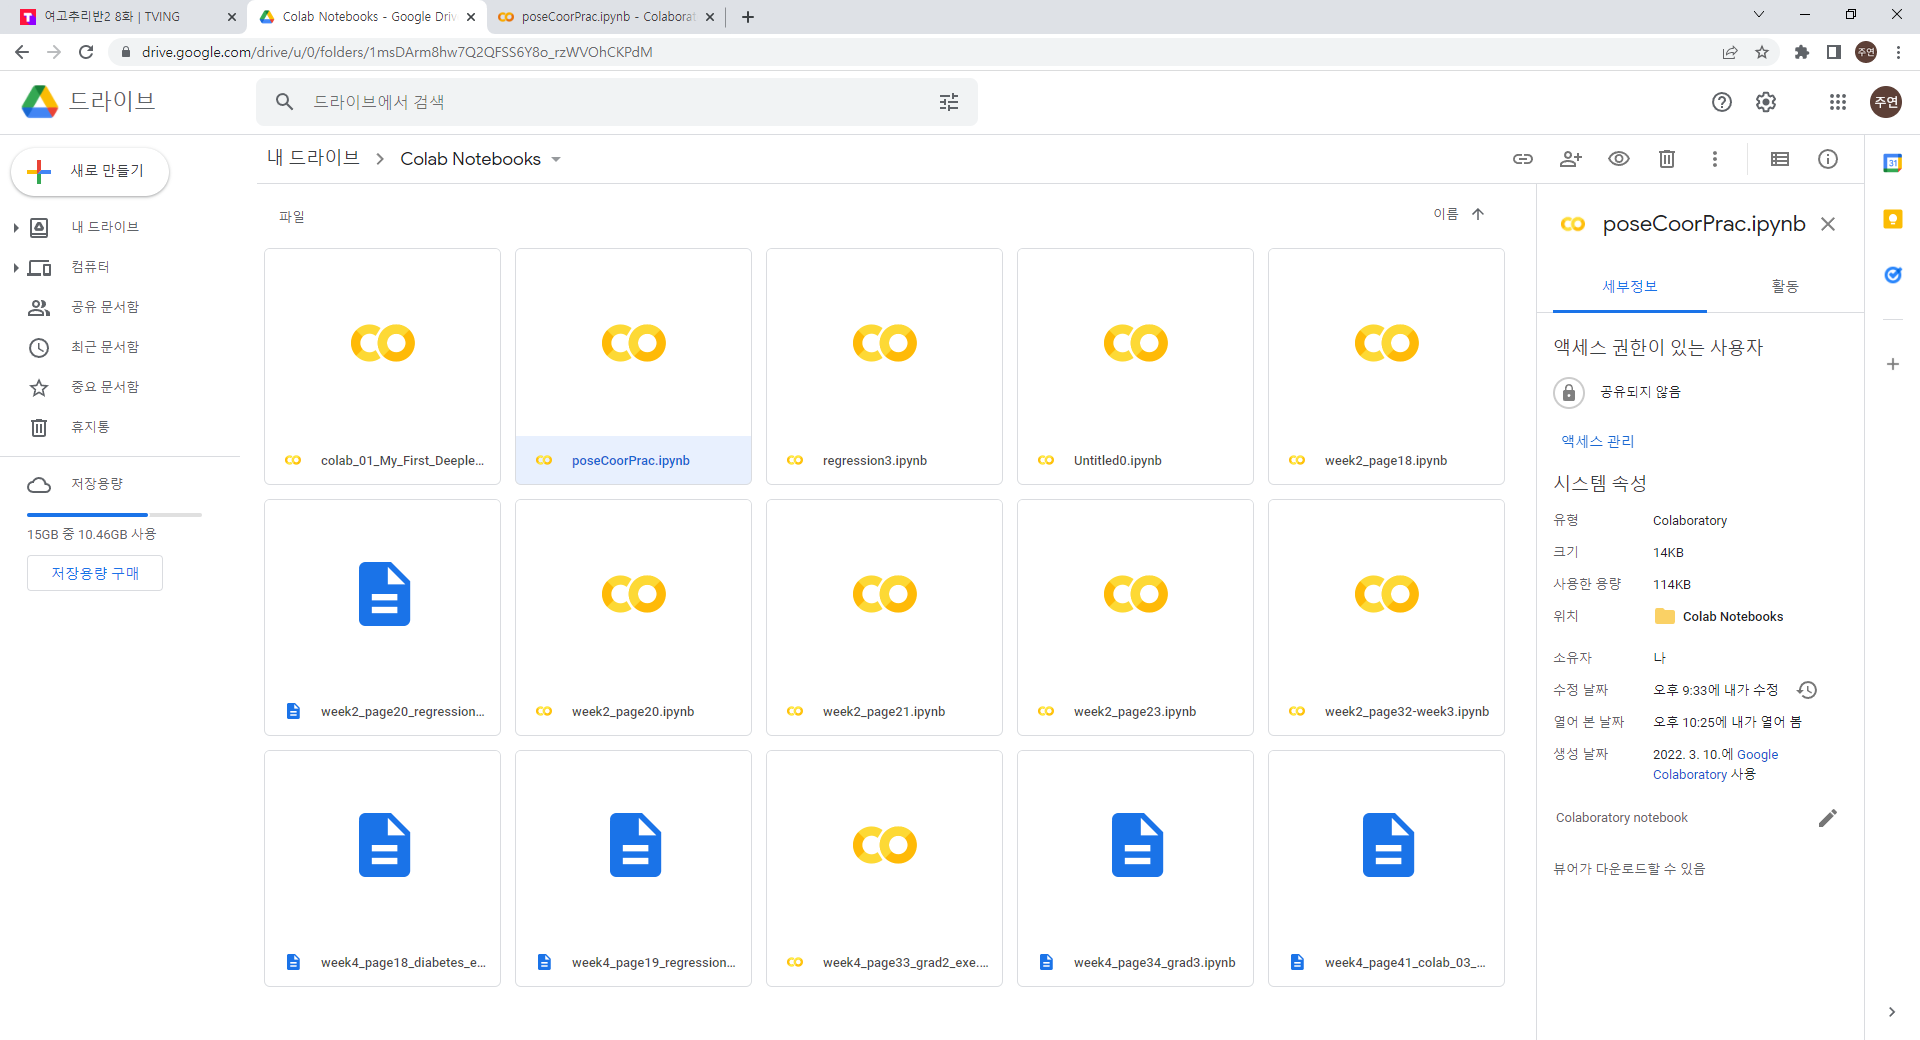 여고추리반2 8화 | TVING
Colab Notebooks - Google Driv
poseCoorPrac.ipynb - Colaborat
drive.google.com/drive/u/0/folders/1msDArm8hw7Q2QFSS6Y8o_rzWVOhCKPdM
주연
드라이브
드라이브에서 검색
주연
새로 만들기
내 드라이브
컴퓨터
공유 문서함
최근 문서함
중요 문서함
휴지통
저장용량
15GB 중 10.46GB 사용
저장용량 구매
내 드라이브
Colab Notebooks
파일
이름
colab_01_My_First_Deeple...
poseCoorPrac.ipynb
regression3.ipynb
Untitled0.ipynb
week2_page18.ipynb
week2_page20_regression...
week2_page20.ipynb
week2_page21.ipynb
week2_page23.ipynb
week2_page32-week3.ipynb
week4_page18_diabetes_e...
week4_page19_regression...
week4_page33_grad2_exe....
week4_page34_grad3.ipynb
week4_page41_colab_03_...
poseCoorPrac.ipynb
세부정보
활동
액세스 권한이 있는 사용자
공유되지 않음
액세스 관리
시스템 속성
유형 Colaboratory
크기 14KB
사용한 용량 114KB
위치 Colab Notebooks
소유자 나
수정 날짜 오후 9:33에 내가 수정
열어 본 날짜 오후 10:25에 내가 열어 봄
생성 날짜 2022. 3. 10.에 Google
Colaboratory 사용
Colaboratory notebook
뷰어가 다운로드할 수 있음
31